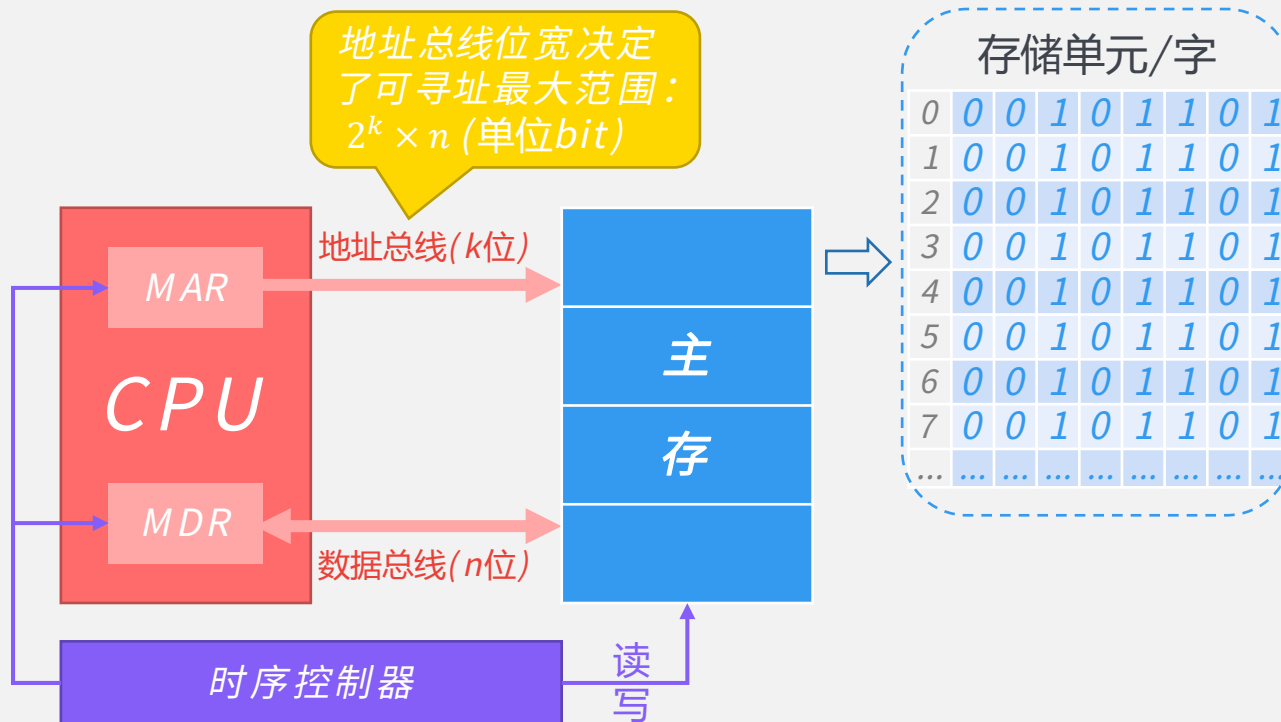 地址总线位宽决定
了可寻址最大范围：
2^k × n (单位bit)
存储单元/字
0 0 0 1 0 1 1 0 1
1 0 0 1 0 1 1 0 1
2 0 0 1 0 1 1 0 1
3 0 0 1 0 1 1 0 1
4 0 0 1 0 1 1 0 1
5 0 0 1 0 1 1 0 1
6 0 0 1 0 1 1 0 1
7 0 0 1 0 1 1 0 1
... ... ... ... ... ... ... ... ...
地址总线(k位)
MAR
CPU
MDR
数据总线(n位)
主
存
时序控制器
读
写